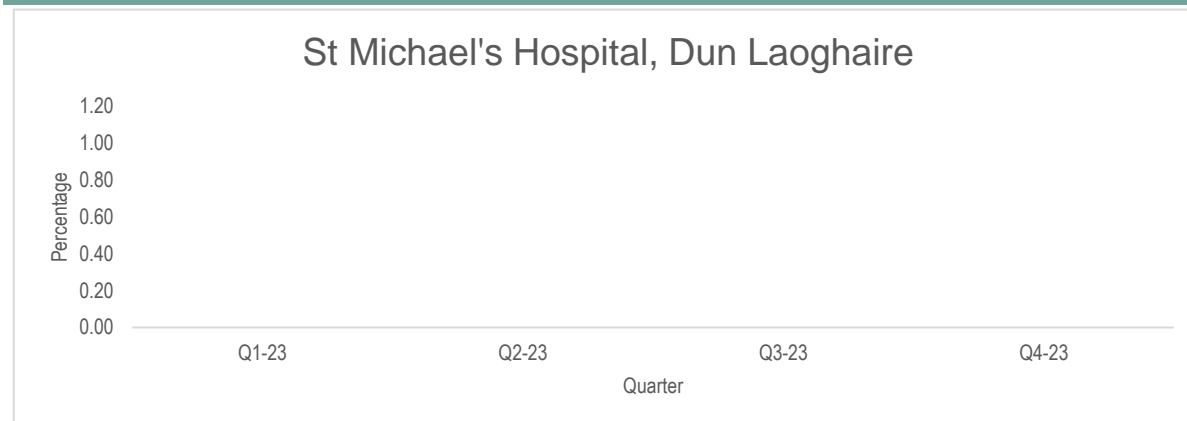 St Michael's Hospital, Dun Laoghaire
1.20
1.00
0.80
0.60
0.40
0.20
0.00
Percentage
Q1-23 Q2-23 Q3-23 Q4-23
Quarter